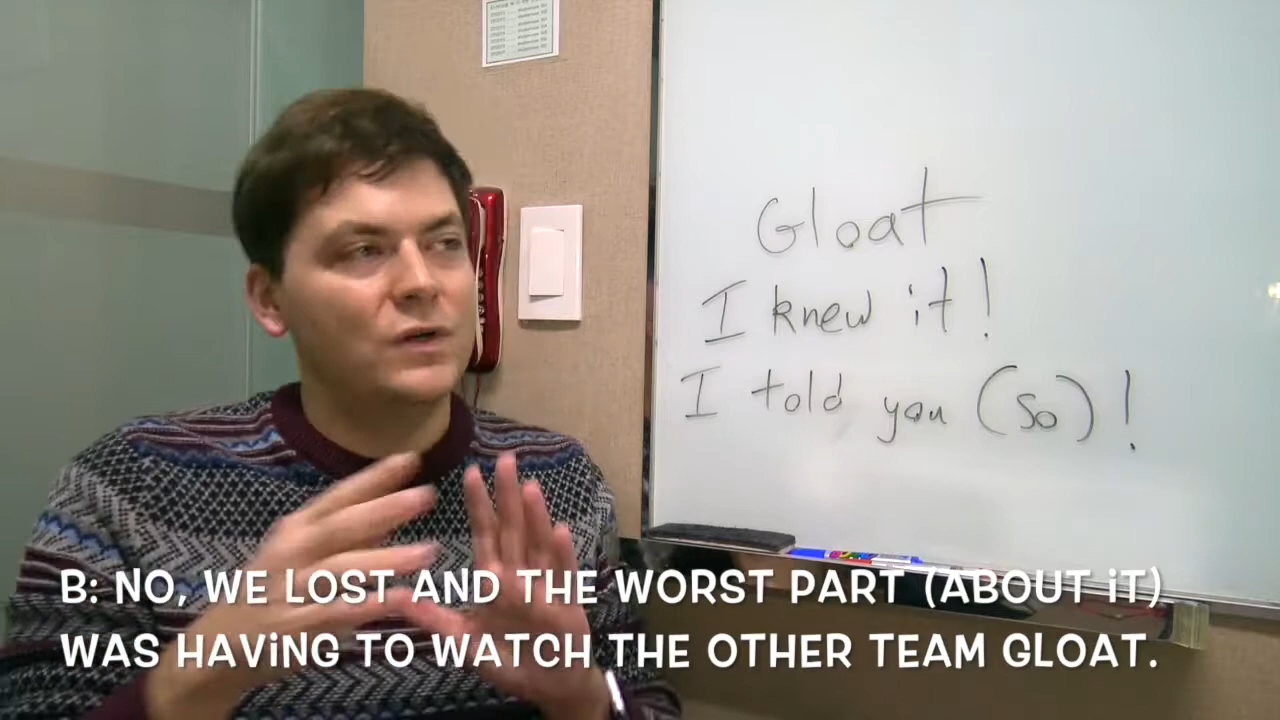 Gloat
I knew it!
I told you (so)!
B: NO, WE LOST AND THE WORST PART (ABOUT iT)
WAS HAViNG TO WATCH THE OTHER TEAM GLOAT.